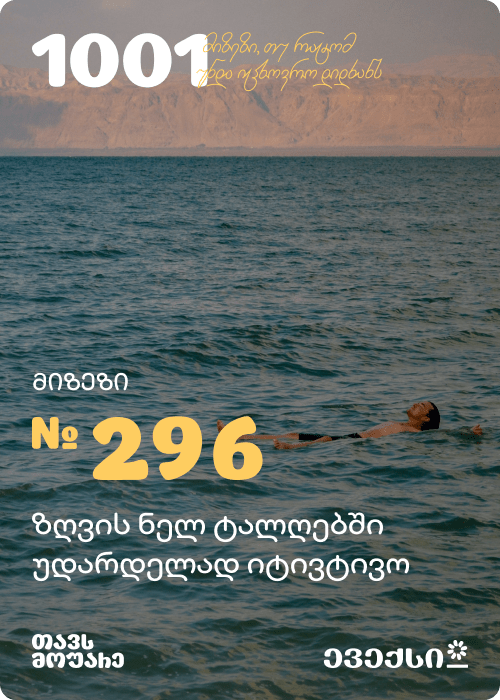 1001 მიზეზი, თუ რატომ
უნდა იცხოვრო დიდხანს
მიზეზი
№ 296
ზღვის ნელ ტალღებში
უდარდელად იტივტივო
თავს
მოუარე
ევექსი